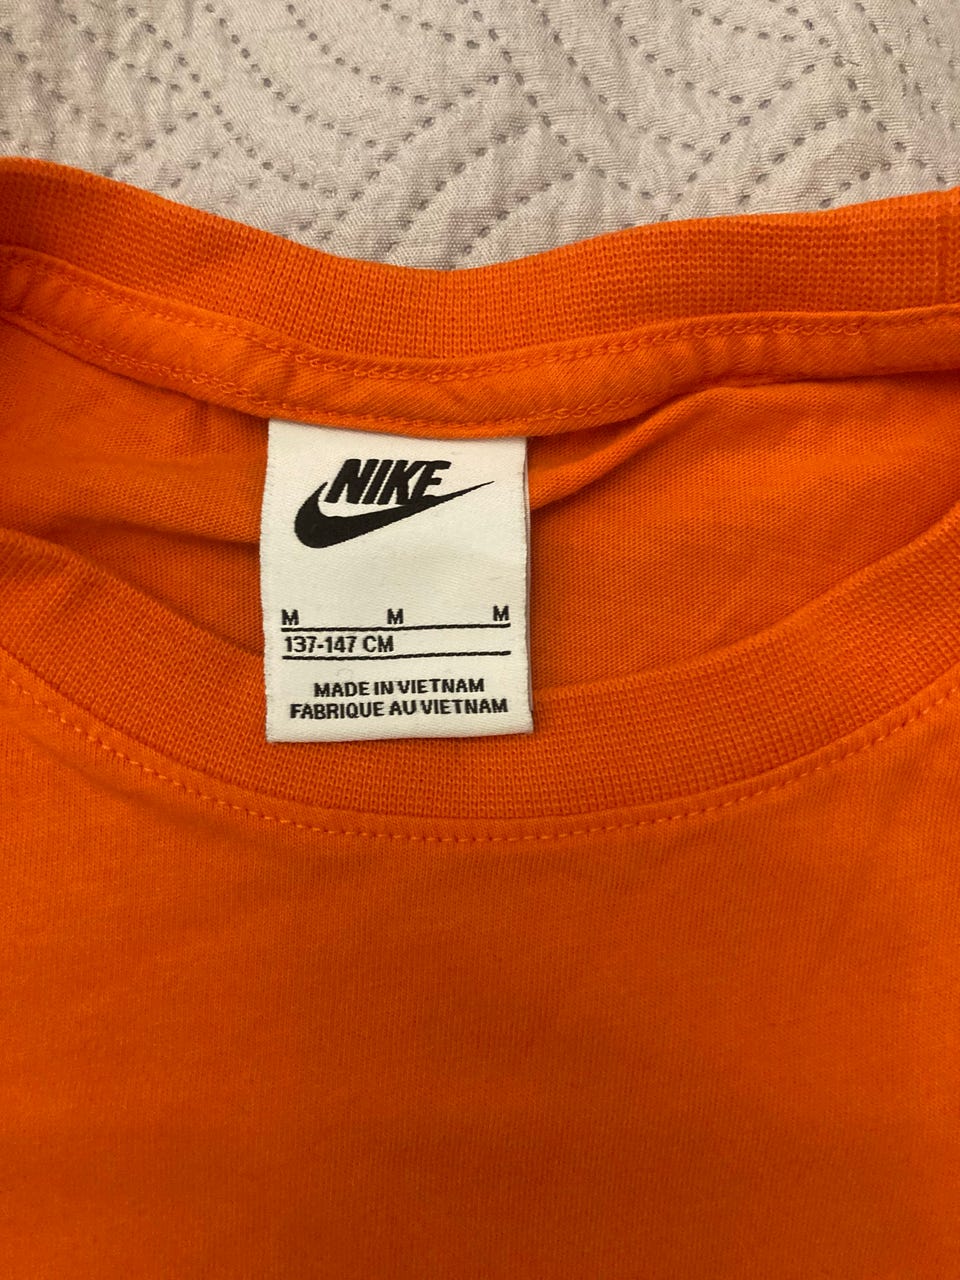 NIKE
M M M
137-147 CM
MADE IN VIETNAM
FABRIQUE AU VIETNAM